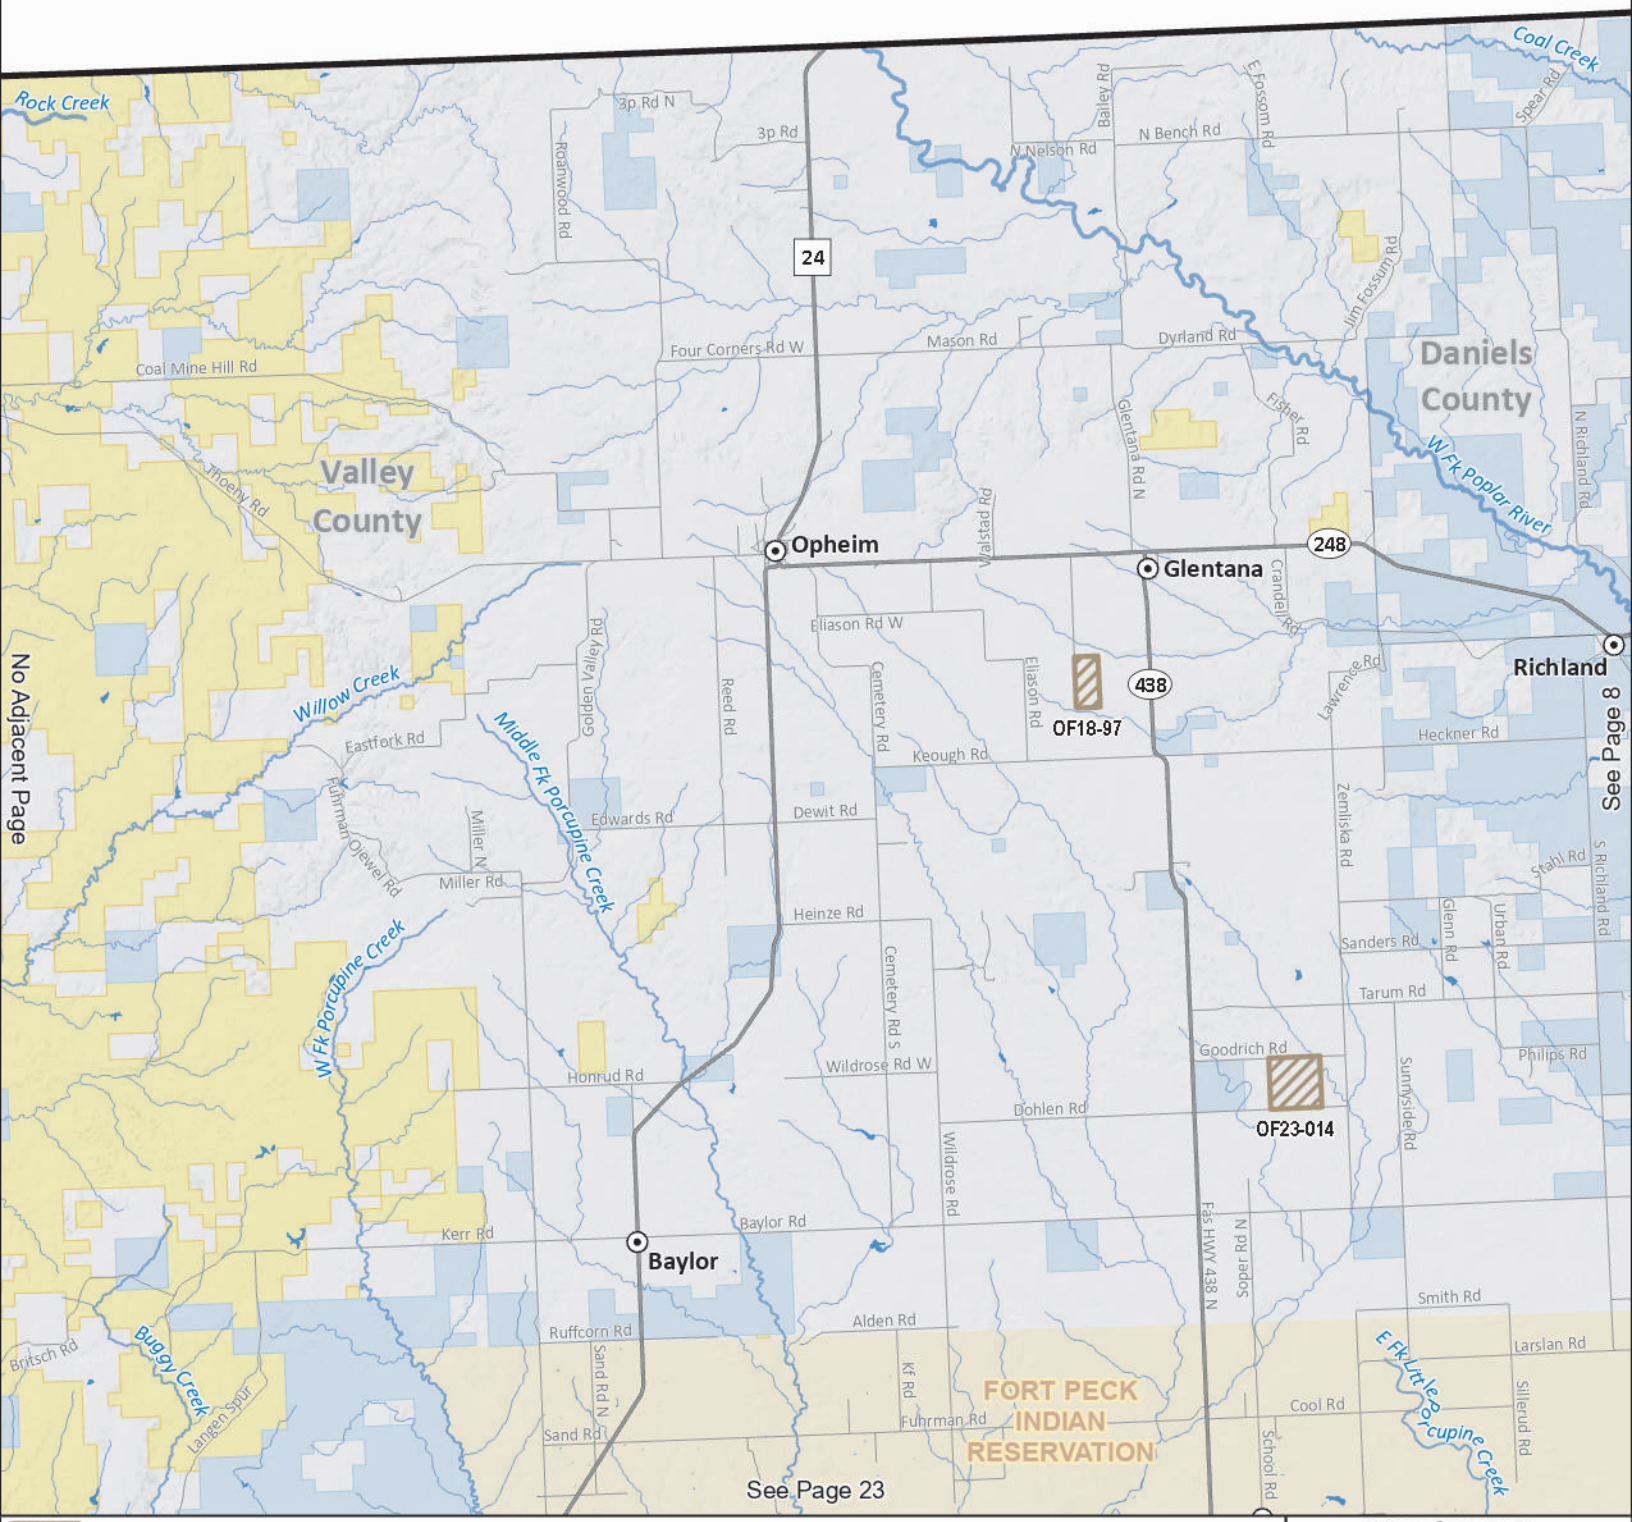 Coal Creek
Rock Creek
Spear Rd
3p Rd N
Bailey Rd
E Fossom Rd
3p Rd
N Bench Rd
N Nelson Rd
Roanwood Rd
24
Jim Fossum Rd
Four Corners Rd W
Mason Rd
Dyrland Rd
Daniels
County
Coal Mine Hill Rd
Glentana Rd N
Fisher Rd
N Richland Rd
Valley
County
Thoeny Rd
W Fk Poplar River
Walstad Rd
Opheim
248
Glentana
Crandell Rd
Eliason Rd W
Golden Valley Rd
Richland
No Adjacent Page
Willow Creek
Reed Rd
Cemetery Rd
Eliason Rd
438
Lawrence Rd
OF18-97
See Page 8
Middle Fk Porcupine Creek
Eastfork Rd
Keough Rd
Heckner Rd
Fuhrman Ojewel Rd
Miller N
Edwards Rd
Dewit Rd
Zemliska Rd
Stahl Rd
S Richland Rd
Miller Rd
Heinze Rd
Glenn Rd
Urban Rd
Sanders Rd
W Fk Porcupine Creek
Cemetery Rd S
Tarum Rd
Goodrich Rd
Philips Rd
Honrud Rd
Wildrose Rd W
Sunnyside Rd
Dohlen Rd
OF23-014
Wildrose Rd
Baylor Rd
Kerr Rd
Fas HWY 438 N
Soper Rd N
Baylor
Smith Rd
Alden Rd
Ruffcorn Rd
Britsch Rd
Buggy Creek
E Fk Little Porcupine Creek
Larslan Rd
Sand Rd N
Kf Rd
FORT PECK
INDIAN
RESERVATION
Langen Spur
Fuhrman Rd
Cool Rd
Sillerud Rd
Sand Rd
School Rd
See Page 23